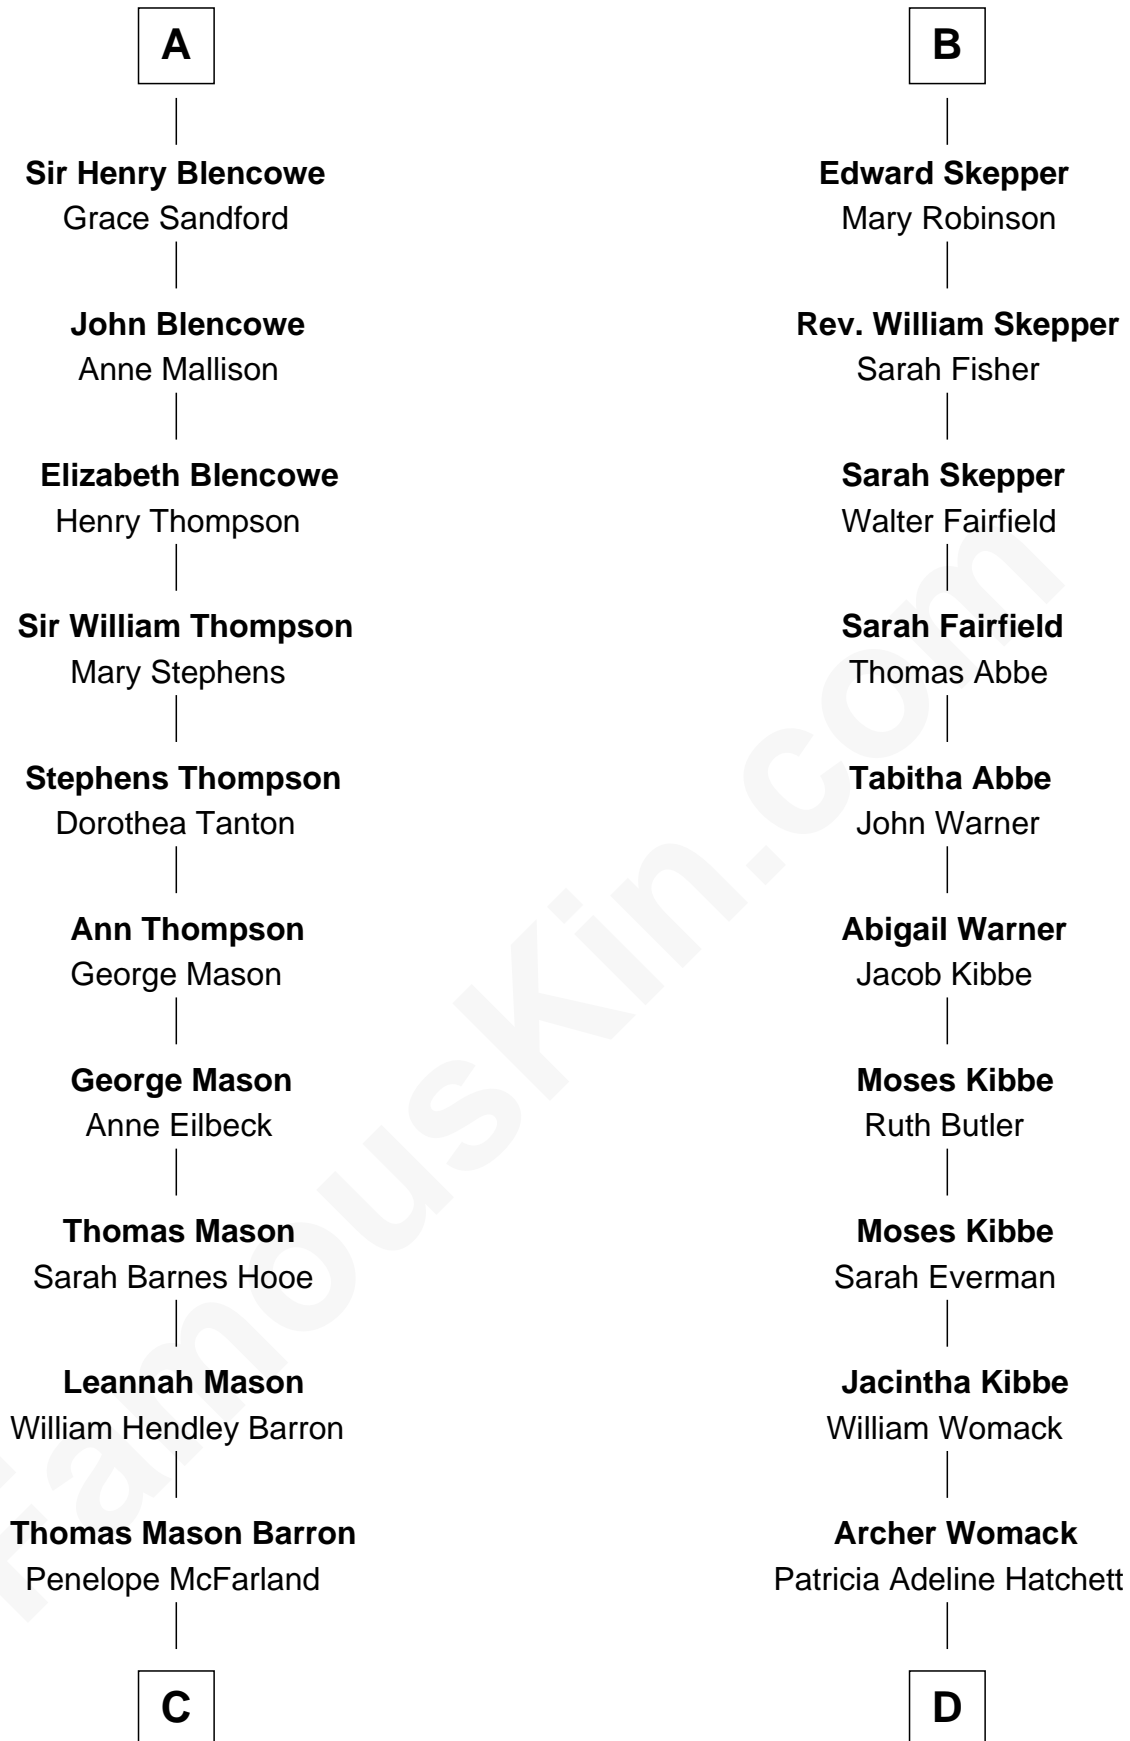 A
Sir Henry Blencowe
Grace Sandford
John Blencowe
Anne Mallison
Elizabeth Blencowe
Henry Thompson
Sir William Thompson
Mary Stephens
Stephens Thompson
Dorothea Tanton
Ann Thompson
George Mason
George Mason
Anne Eilbeck
Thomas Mason
Sarah Barnes Hooe
Leannah Mason
William Hendley Barron
Thomas Mason Barron
Penelope McFarland
C
B
Edward Skepper
Mary Robinson
Rev. William Skepper
Sarah Fisher
Sarah Skepper
Walter Fairfield
Sarah Fairfield
Thomas Abbe
Tabitha Abbe
John Warner
Abigail Warner
Jacob Kibbe
Moses Kibbe
Ruth Butler
Moses Kibbe
Sarah Everman
Jacintha Kibbe
William Womack
Archer Womack
Patricia Adeline Hatchett
D
FamousKin.com